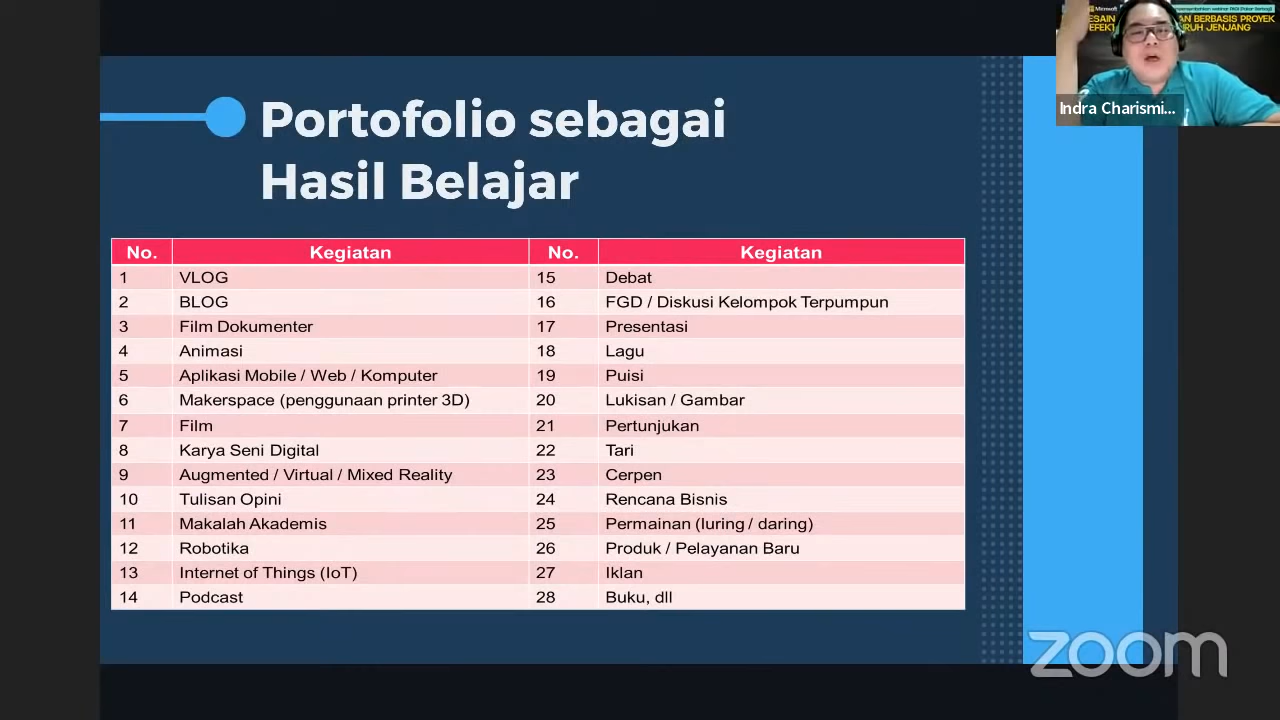 Microsoft
BERBASIS PROYEK
JENJANG
Indra Charismi...
Portofolio sebagai
Hasil Belajar
No. Kegiatan No. Kegiatan
1 VLOG 15 Debat
2 BLOG 16 FGD / Diskusi Kelompok Terpumpun
3 Film Dokumenter 17 Presentasi
4 Animasi 18 Lagu
5 Aplikasi Mobile / Web / Komputer 19 Puisi
6 Makerspace (penggunaan printer 3D) 20 Lukisan / Gambar
7 Film 21 Pertunjukan
8 Karya Seni Digital 22 Tari
9 Augmented / Virtual / Mixed Reality 23 Cerpen
10 Tulisan Opini 24 Rencana Bisnis
11 Makalah Akademis 25 Permainan (luring / daring)
12 Robotika 26 Produk / Pelayanan Baru
13 Internet of Things (IoT) 27 Iklan
14 Podcast 28 Buku, dll
zoom